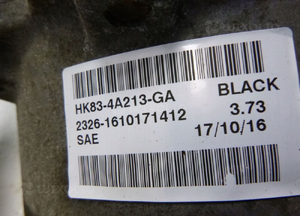 HK83-4A213-GA BLACK
2326-1610171412 3.73
SAE 17/10/16